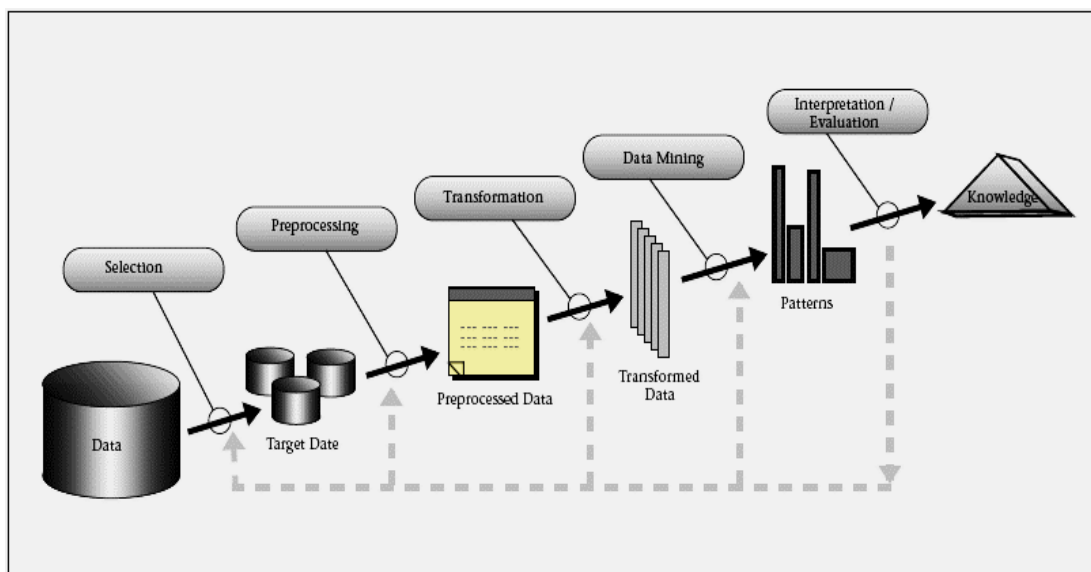 Interpretation /
Evaluation
Data Mining
Transformation
Preprocessing
Selection
Knowledge
Patterns
Transformed
Data
Preprocessed Data
Target Date
Data